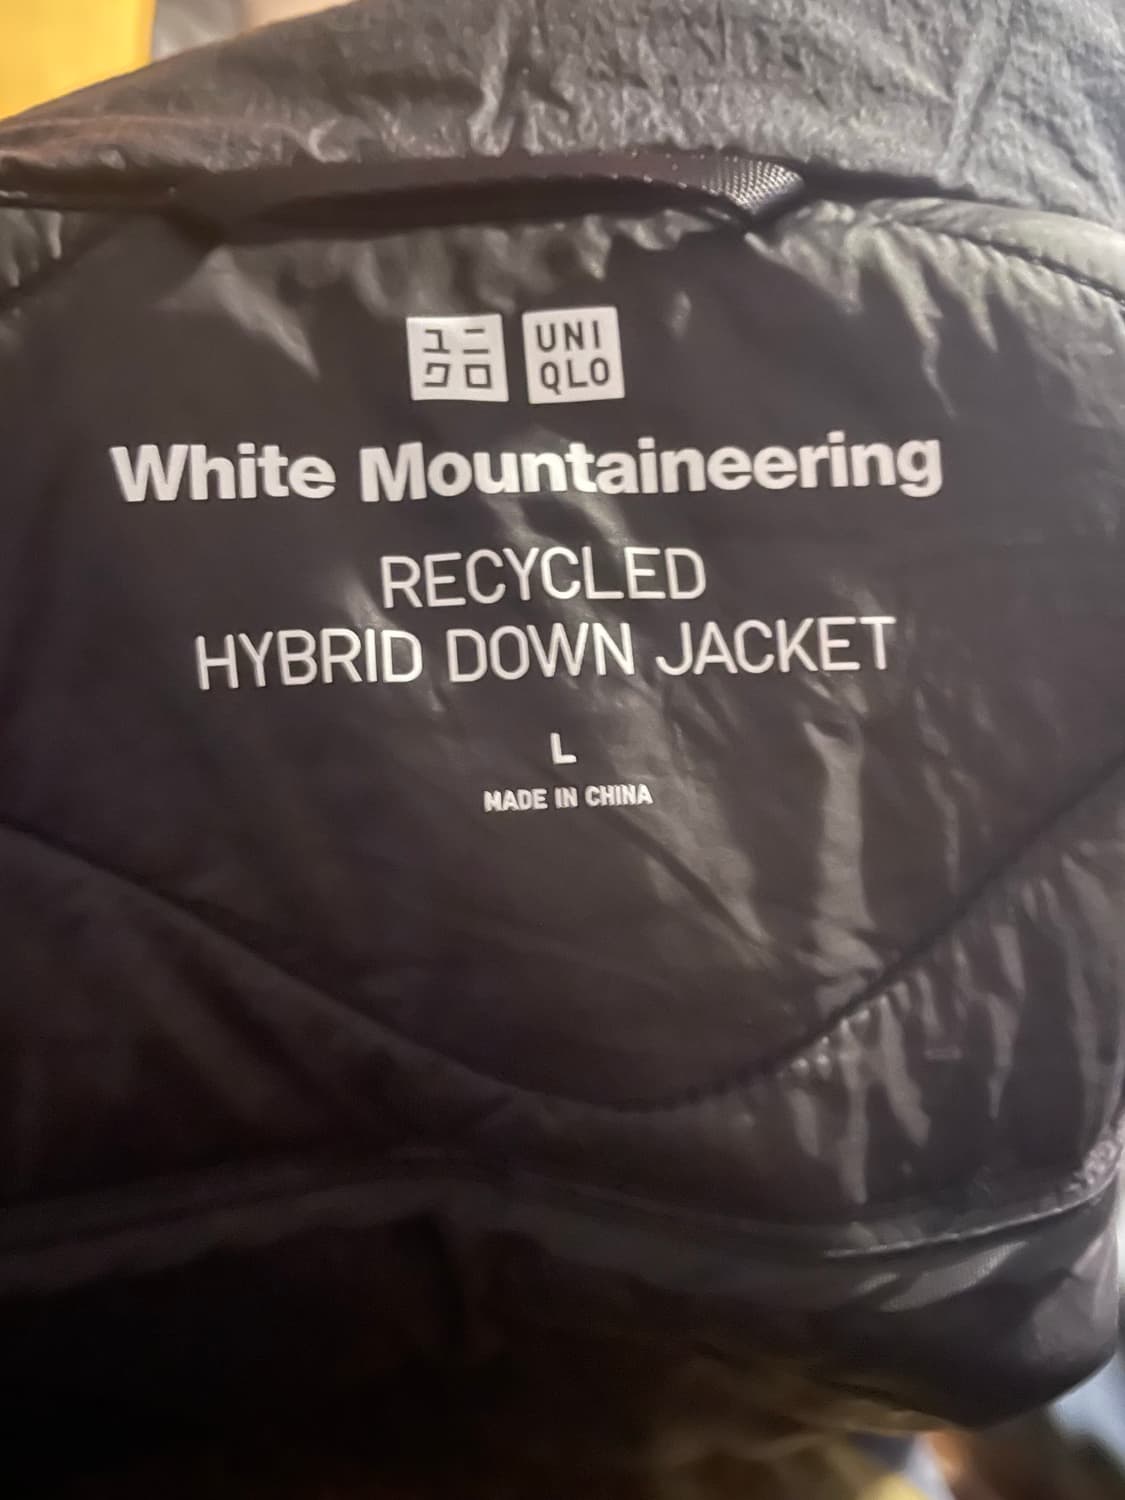 ユニ UNI
クロ QLO
White Mountaineering
RECYCLED
HYBRID DOWN JACKET
L
MADE IN CHINA